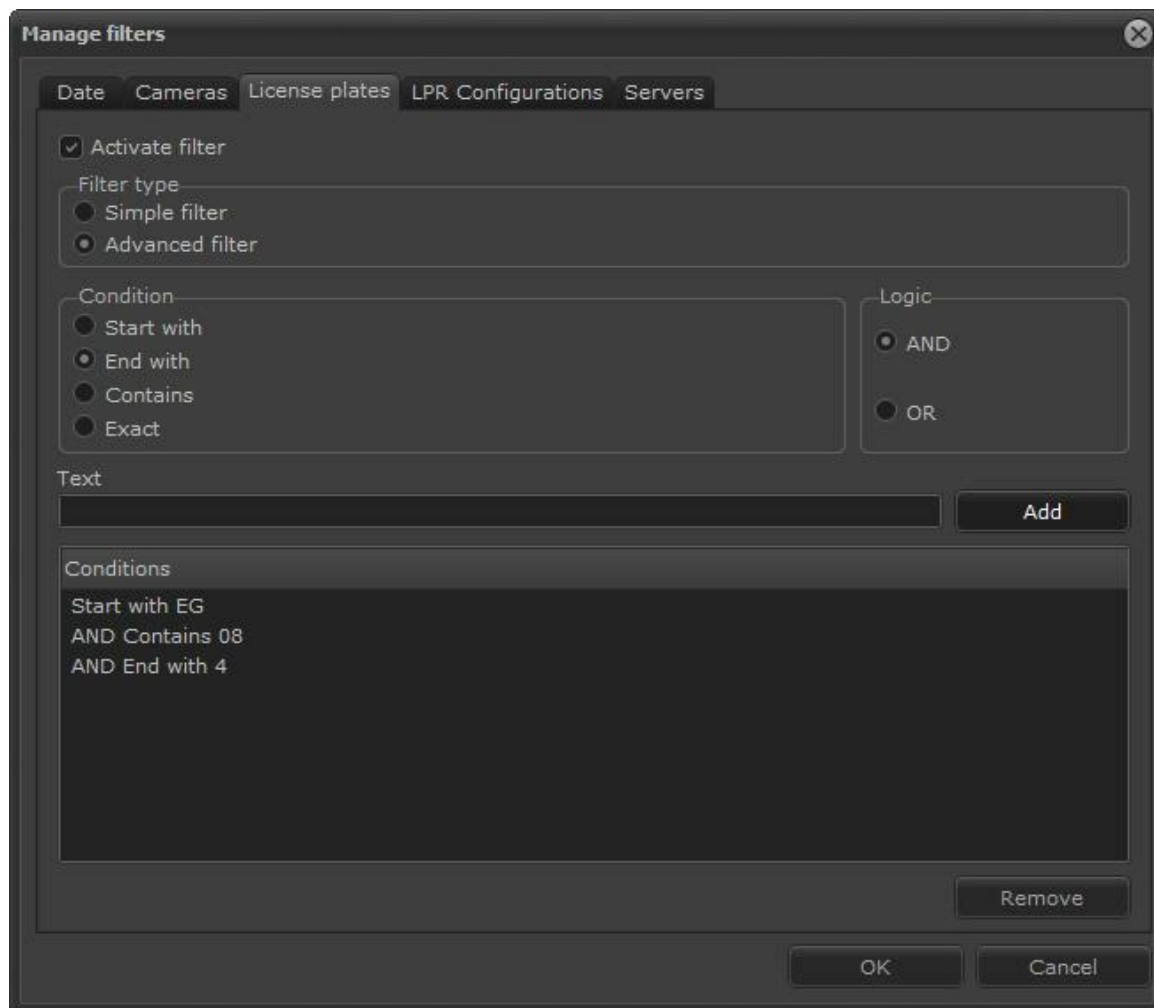 Manage filters
Date Cameras License plates LPR Configurations Servers
Activate filter
Filter type
Simple filter
Advanced filter
Condition
Start with
End with
Contains
Exact
Logic
AND
OR
Text
Add
Conditions
Start with EG
AND Contains 08
AND End with 4
Remove
OK Cancel